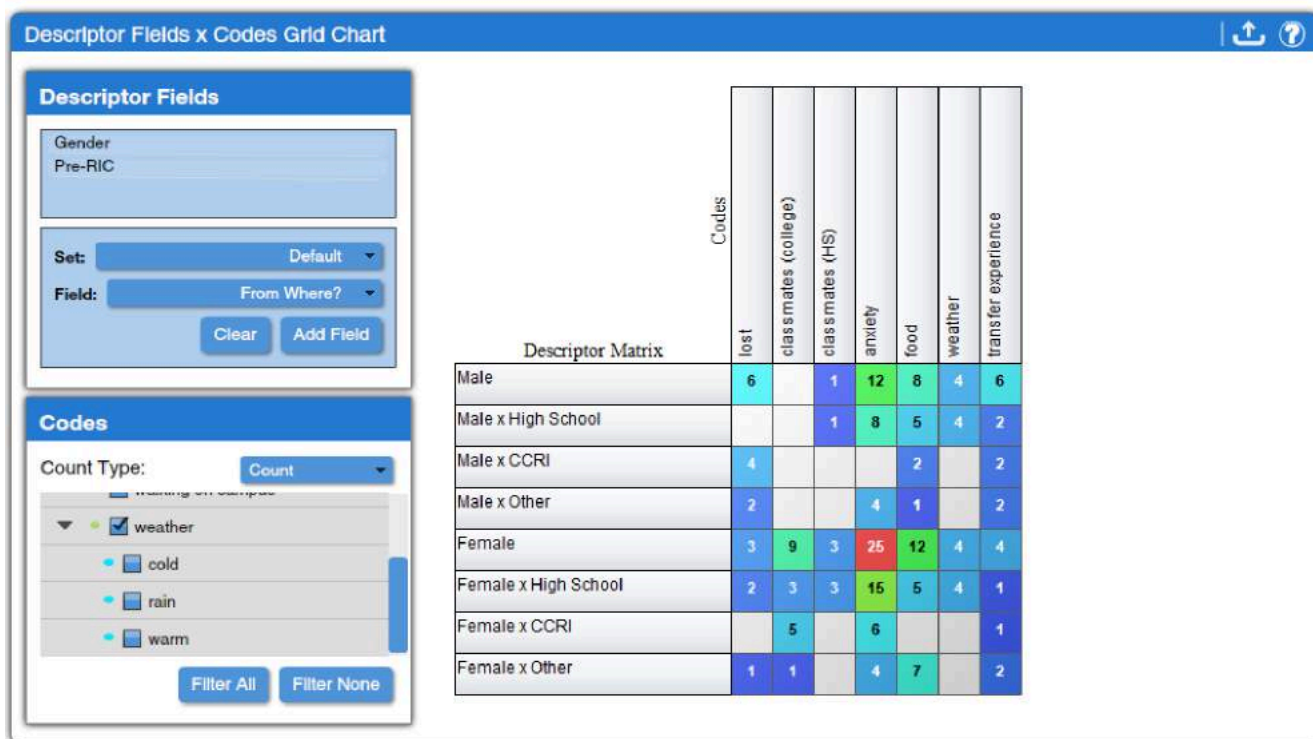 Descriptor Fields x Codes Grid Chart
Descriptor Fields
Gender
Pre-RIC
Set: Default
Field: From Where?
Clear Add Field
Codes
Count Type: Count
walking on campus
weather
cold
rain
warm
Filter All Filter None
Codes
lost
classmates (college)
classmates (HS)
anxiety
food
weather
transfer experience
Descriptor Matrix
Male 6 1 12 8 4 6
Male x High School 1 8 5 4 2
Male x CCRI 4 2 2
Male x Other 2 4 1 2
Female 3 9 3 25 12 4 4
Female x High School 2 3 3 15 5 4 1
Female x CCRI 5 6 1
Female x Other 1 1 4 7 2